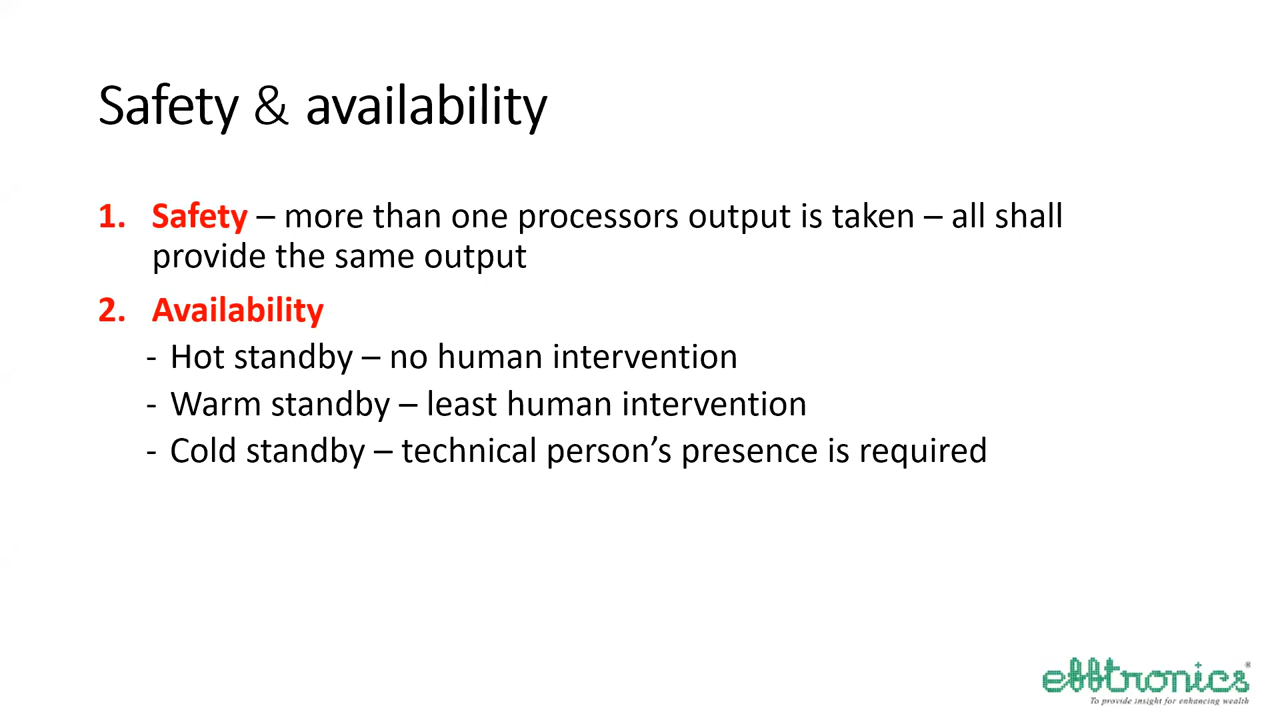 Safety & availability
1. Safety – more than one processors output is taken – all shall
provide the same output
2. Availability
- Hot standby – no human intervention
- Warm standby – least human intervention
- Cold standby – technical person’s presence is required
efftronics®
To provide insight for enhancing wealth